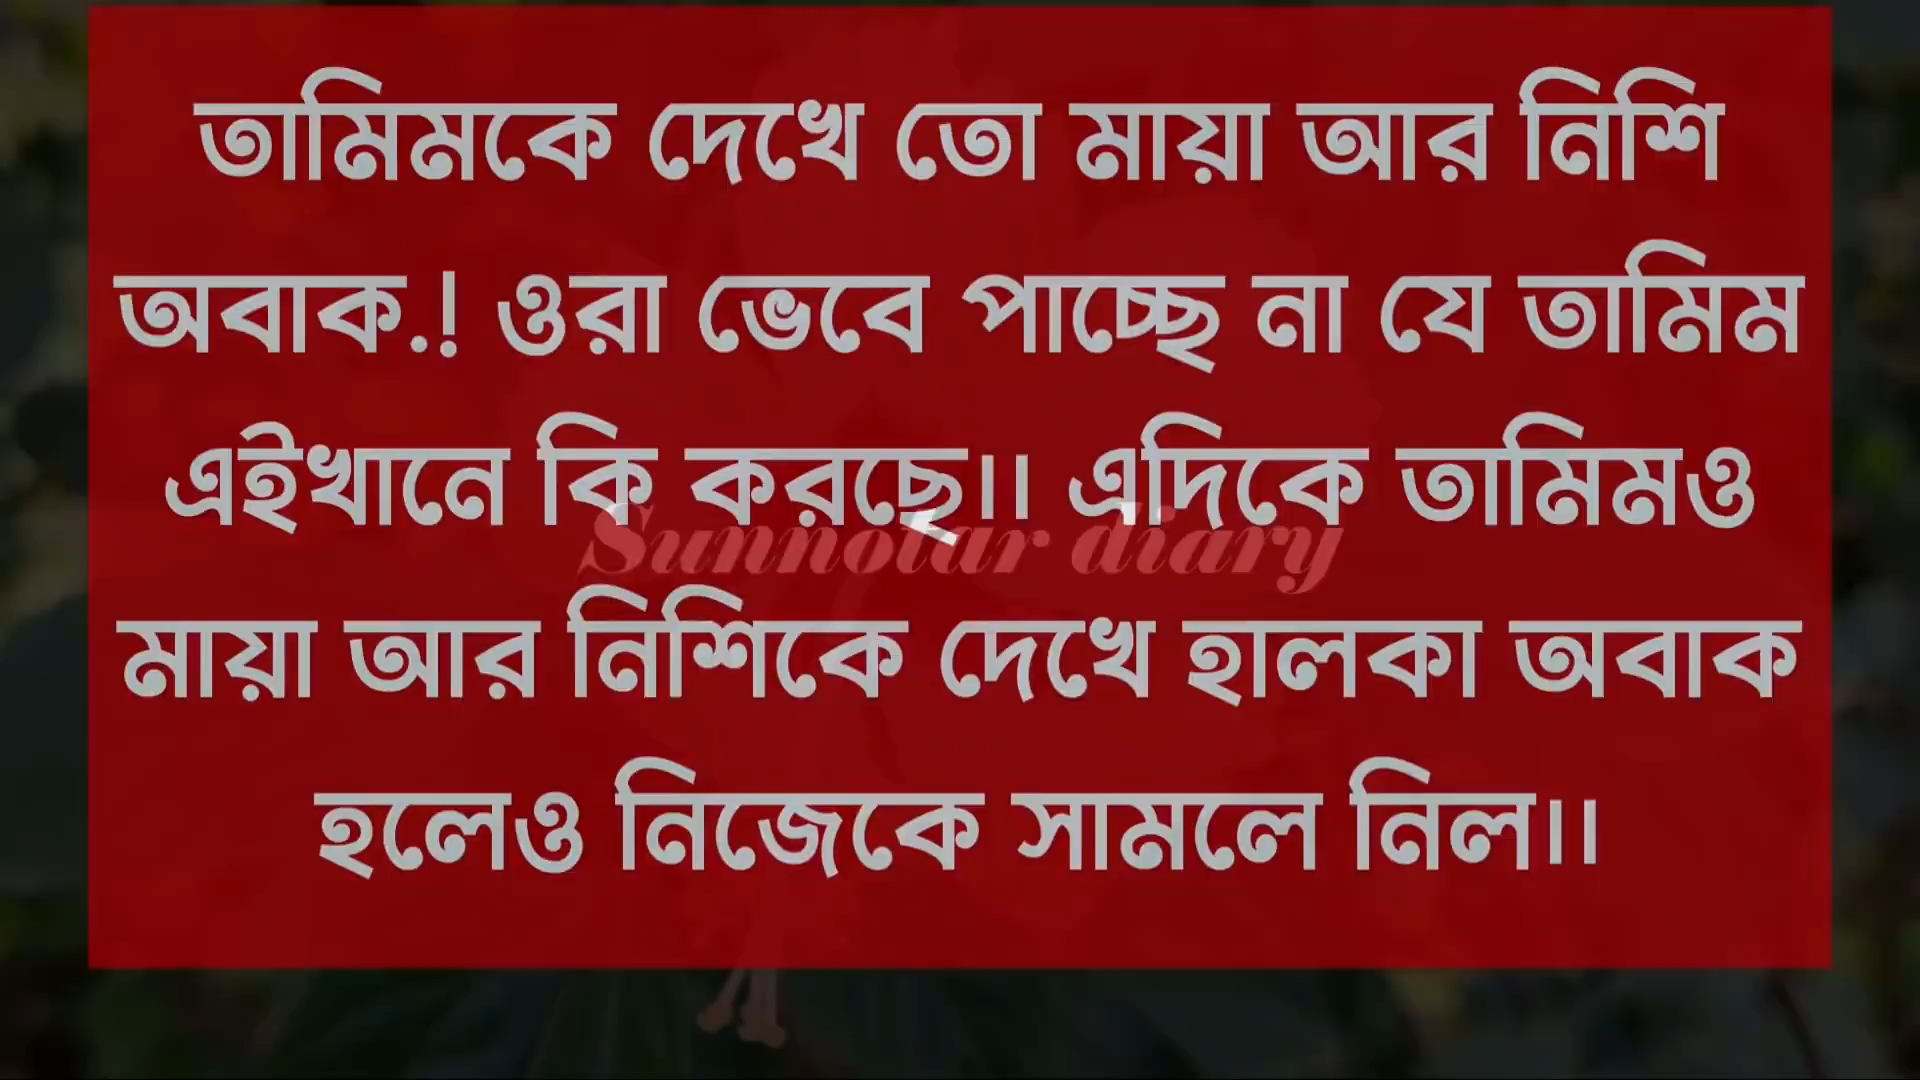 তামিমকে দেখে তো মায়া আর নিশি
অবাক.! ওরা ভেবে পাচ্ছে না যে তামিম
এইখানে কি করছে।। এদিকে তামিমও
Sunnotar diary
মায়া আর নিশিকে দেখে হালকা অবাক
হলেও নিজেকে সামলে নিল।।